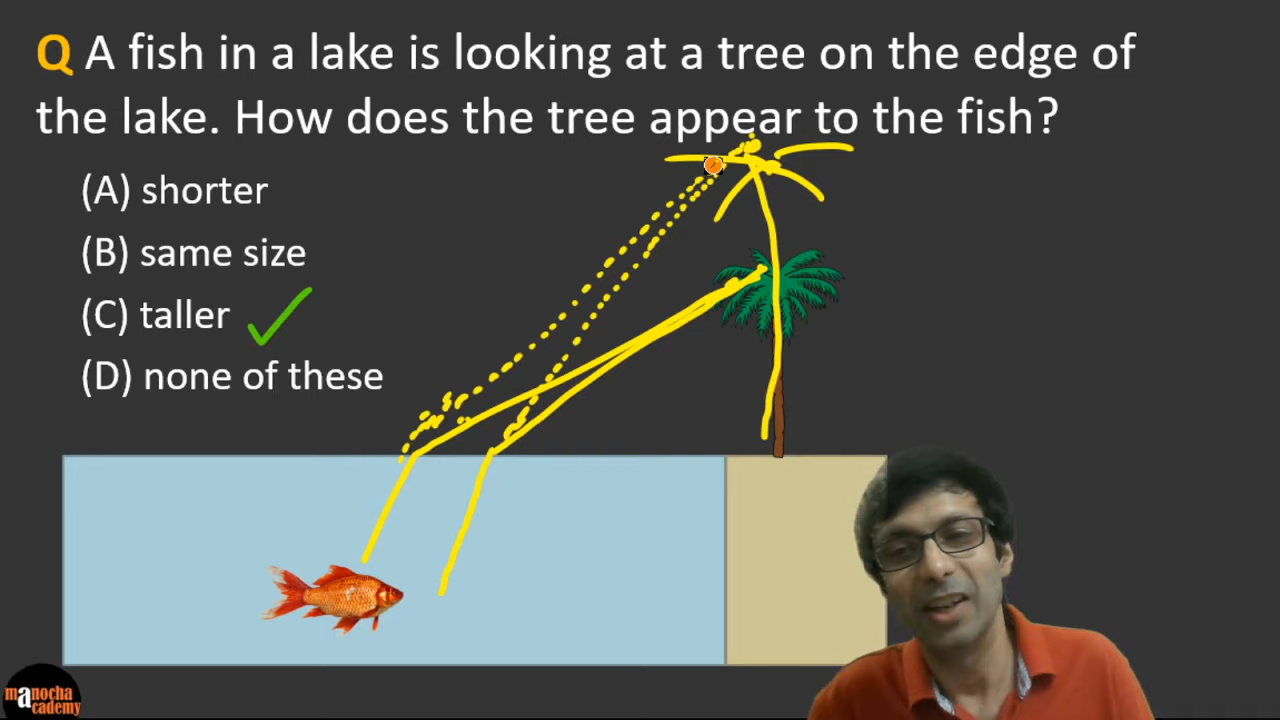 Q A fish in a lake is looking at a tree on the edge of
the lake. How does the tree appear to the fish?
(A) shorter
(B) same size
(C) taller
(D) none of these
manocha
academy